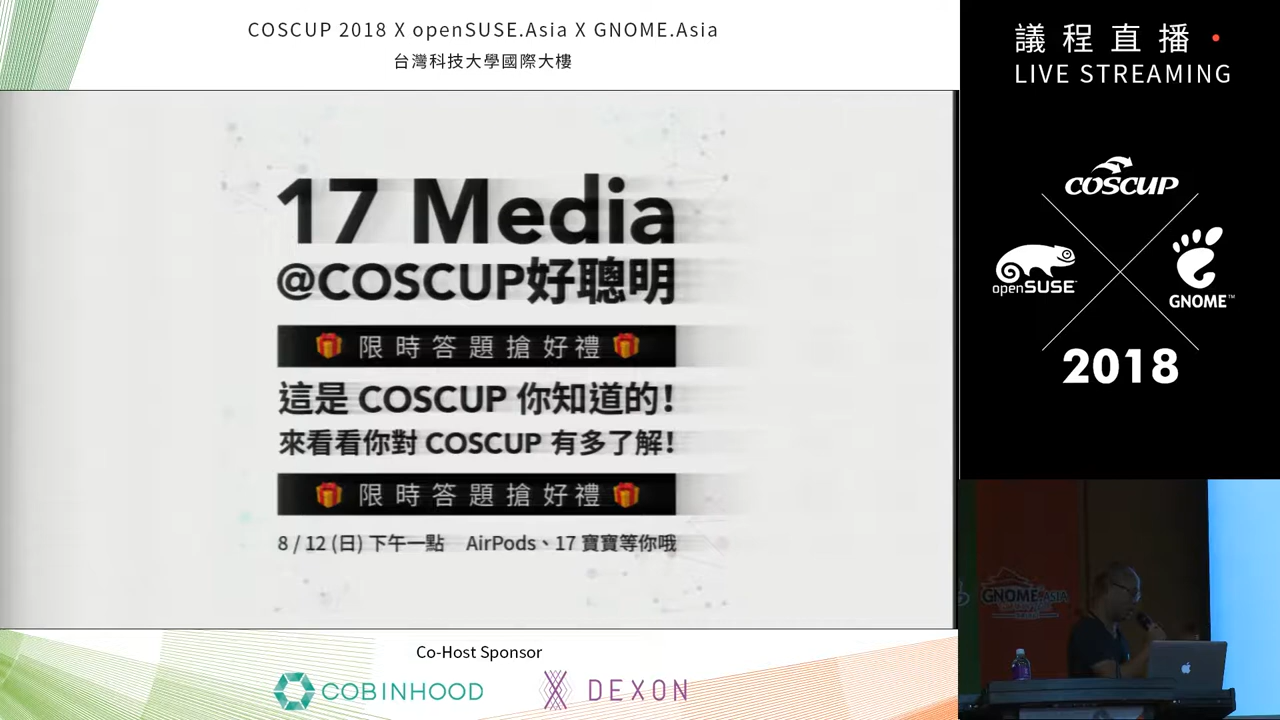 COSCUP 2018 X openSUSE.Asia X GNOME.Asia
台灣科技大學國際大樓
17 Media
@COSCUP好聰明
限時答題搶好禮
這是 COSCUP 你知道的!
來看看你對 COSCUP 有多了解!
限時答題搶好禮
8 / 12 (日) 下午一點 AirPods、17 寶寶等你哦
Co-Host Sponsor
COBINHOOD
DEXON
議程直播
LIVE STREAMING
COSCUP
openSUSE
GNOME™
2018
GNOME.ASIA